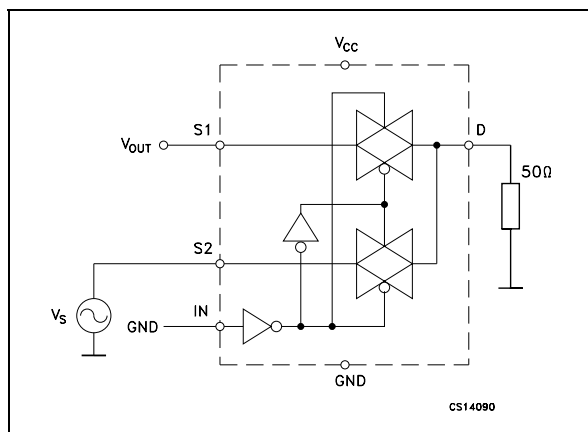 VCC
S1
D
VOUT
50Ω
S2
VS
IN
GND
GND
CS14090